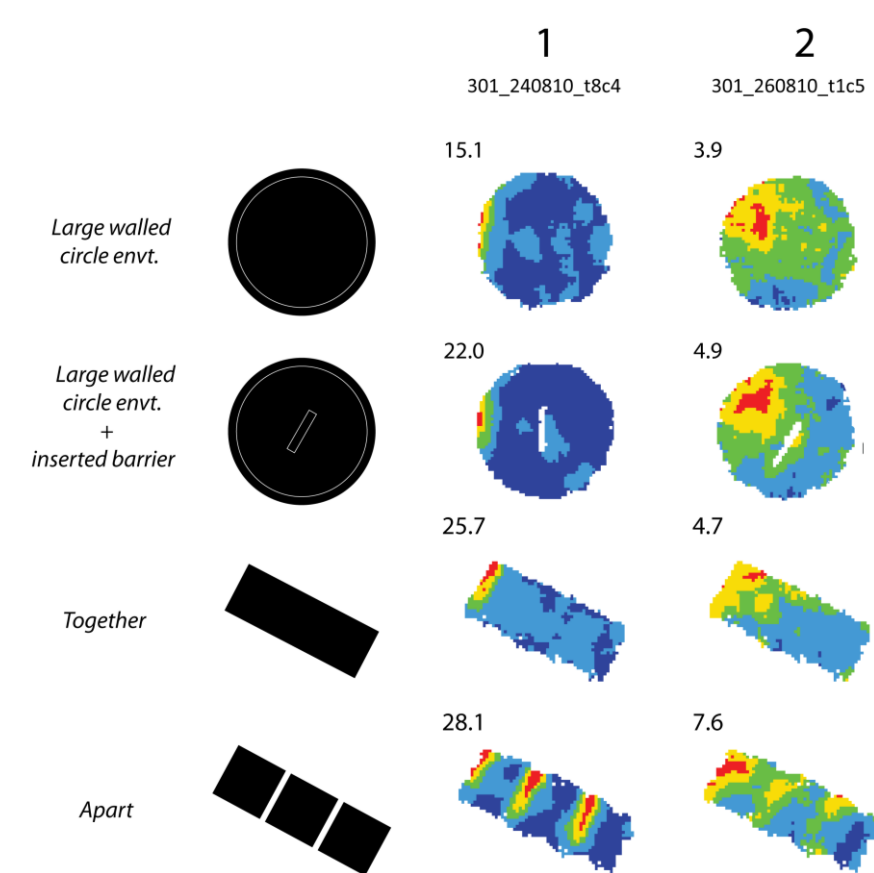 1
2
301_240810_t8c4
301_260810_t1c5
15.1
3.9
Large walled
circle envt.
22.0
4.9
Large walled
circle envt.
+
inserted barrier
25.7
4.7
Together
28.1
7.6
Apart